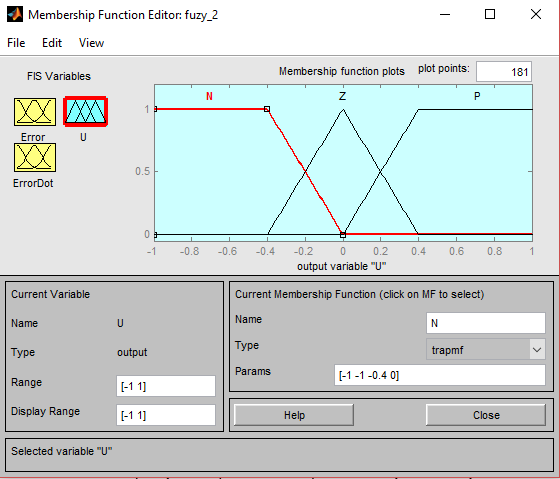 Membership Function Editor: fuzy_2
File Edit View
FIS Variables
Error
U
ErrorDot
Membership function plots
plot points: 181
N Z P
1
0.5
0
-1 -0.8 -0.6 -0.4 -0.2 0 0.2 0.4 0.6 0.8 1
output variable "U"
Current Variable
Name U
Type output
Range [-1 1]
Display Range [-1 1]
Current Membership Function (click on MF to select)
Name N
Type trapmf
Params [-1 -1 -0.4 0]
Help Close
Selected variable "U"